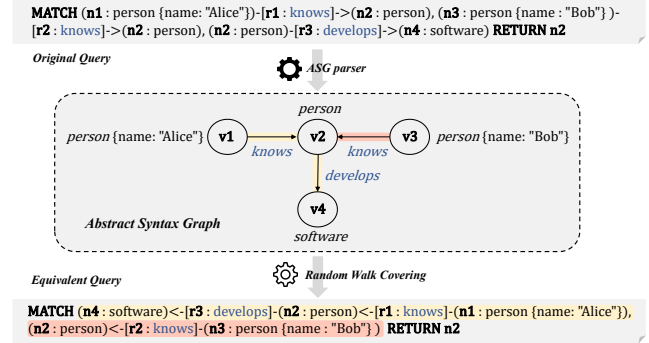 MATCH (n1 : person {name: "Alice"})-[r1 : knows]->(n2 : person), (n3 : person {name : "Bob"} )-
[r2 : knows]->(n2 : person), (n2 : person)-[r3 : develops]->(n4 : software) RETURN n2
Original Query
ASG parser
person
person {name: "Alice"} v1 v2 v3 person {name: "Bob"}
knows knows
develops
v4
Abstract Syntax Graph
software
Equivalent Query
Random Walk Covering
MATCH (n4 : software)<-[r3 : develops]-(n2 : person)<-[r1 : knows]-(n1 : person {name: "Alice"}),
(n2 : person)<-[r2 : knows]-(n3 : person {name : "Bob"} ) RETURN n2